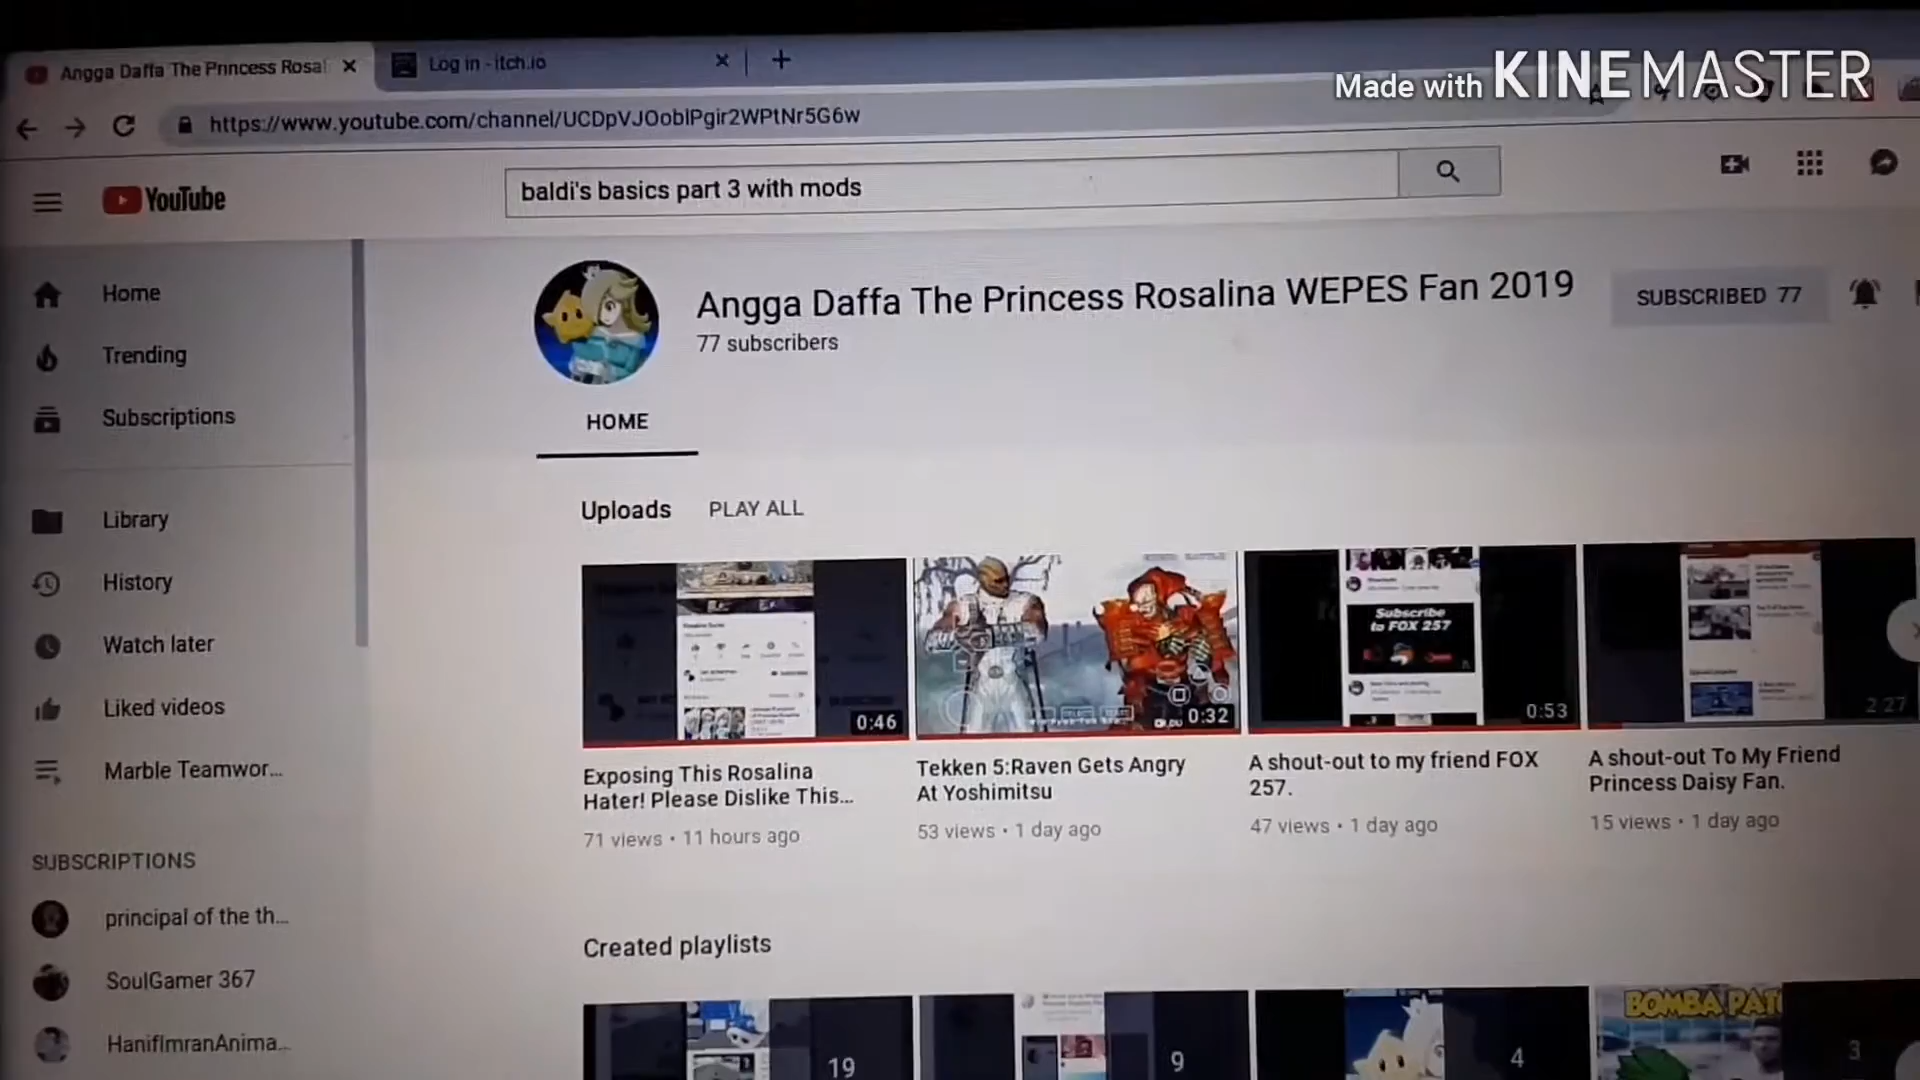 Angga Daffa The Princess Rosal
Log in - itch.io
Made with KINEMASTER
https://www.youtube.com/channel/UCDpVJOoblPgir2WPtNr5G6w
YouTube
baldi's basics part 3 with mods
Home
Trending
Subscriptions
Library
History
Watch later
Liked videos
Marble Teamwor...
SUBSCRIPTIONS
principal of the th...
SoulGamer 367
HanifImranAnima...
Angga Daffa The Princess Rosalina WEPES Fan 2019
77 subscribers
SUBSCRIBED 77
HOME
Uploads PLAY ALL
0:46
0:32
Subscribe
to FOX 257
0:53
2:27
Exposing This Rosalina
Hater! Please Dislike This...
71 views • 11 hours ago
Tekken 5:Raven Gets Angry
At Yoshimitsu
53 views • 1 day ago
A shout-out to my friend FOX
257.
47 views • 1 day ago
A shout-out To My Friend
Princess Daisy Fan.
15 views • 1 day ago
Created playlists
19
9
4
BOMBA PAT
3